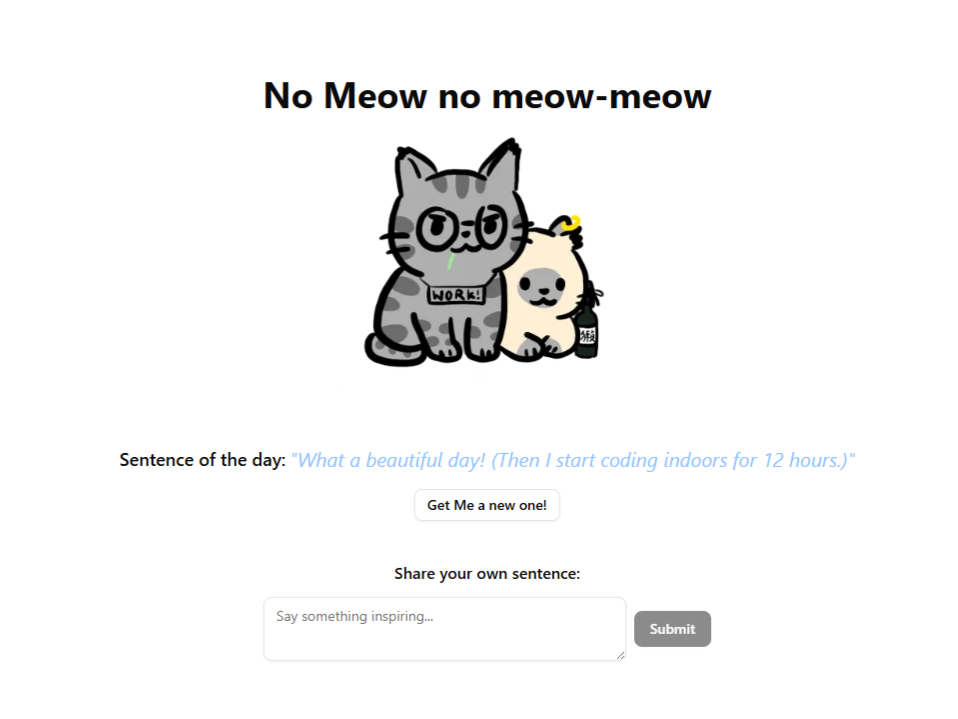 No Meow no meow-meow
WORK!
Sentence of the day: "What a beautiful day! (Then I start coding indoors for 12 hours.)"
Get Me a new one!
Share your own sentence:
Say something inspiring...
Submit